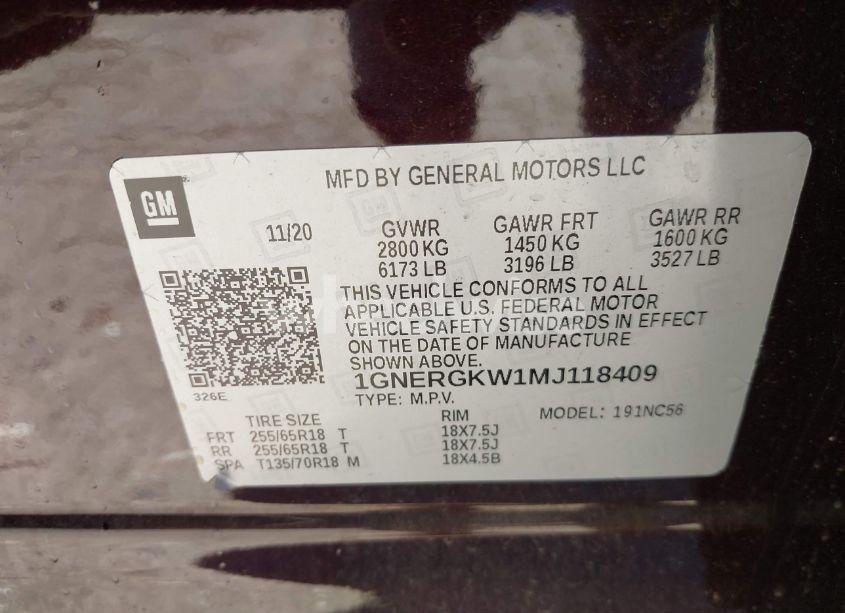 MFD BY GENERAL MOTORS LLC
GM
11/20
GVWR GAWR FRT GAWR RR
2800 KG 1450 KG 1600 KG
6173 LB 3196 LB 3527 LB
THIS VEHICLE CONFORMS TO ALL
APPLICABLE U.S. FEDERAL MOTOR
VEHICLE SAFETY STANDARDS IN EFFECT
ON THE DATE OF MANUFACTURE
SHOWN ABOVE.
1GNERGKW1MJ118409
326E
TYPE: M.P.V.
MODEL: 191NC56
TIRE SIZE RIM
FRT 255/65R18 T 18X7.5J
RR 255/65R18 T 18X7.5J
SPA T135/70R18 M 18X4.5B